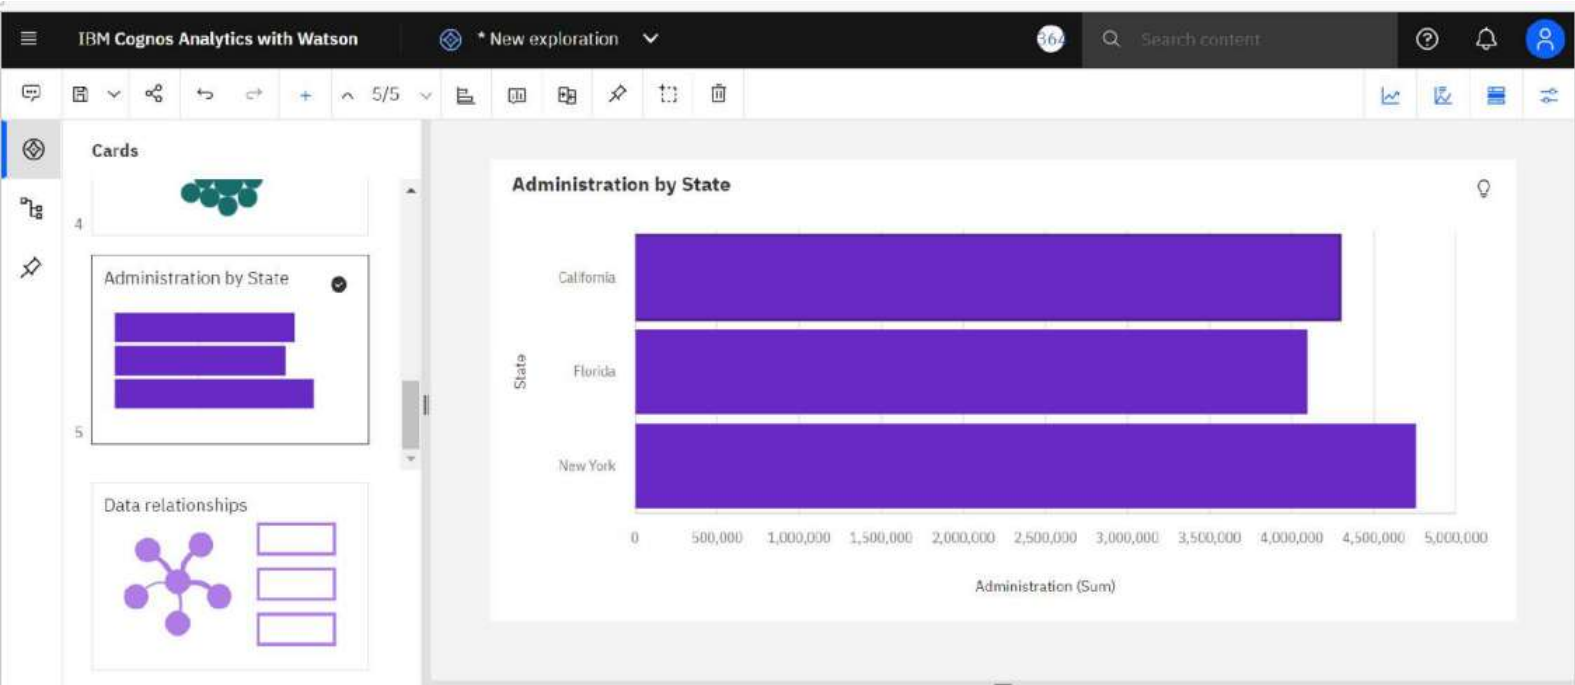 IBM Cognos Analytics with Watson
* New exploration
364
Search content
5/5
Cards
4
Administration by State
5
Data relationships
Administration by State
California
Florida
New York
State
0 500,000 1,000,000 1,500,000 2,000,000 2,500,000 3,000,000 3,500,000 4,000,000 4,500,000 5,000,000
Administration (Sum)